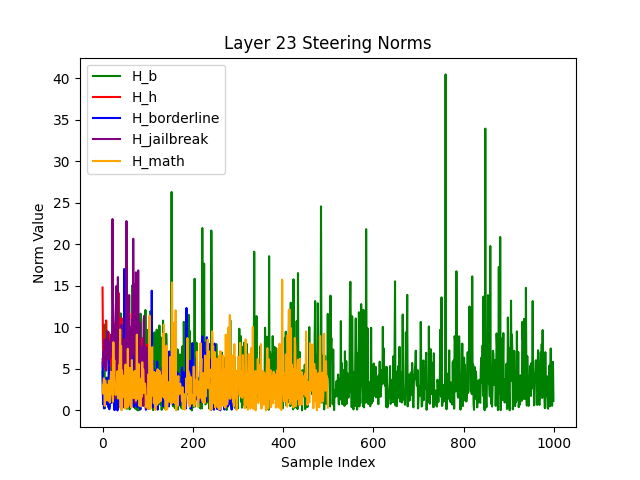 Layer 23 Steering Norms
H_b
H_h
H_borderline
H_jailbreak
H_math
40
35
30
25
20
15
10
5
0
Norm Value
0 200 400 600 800 1000
Sample Index